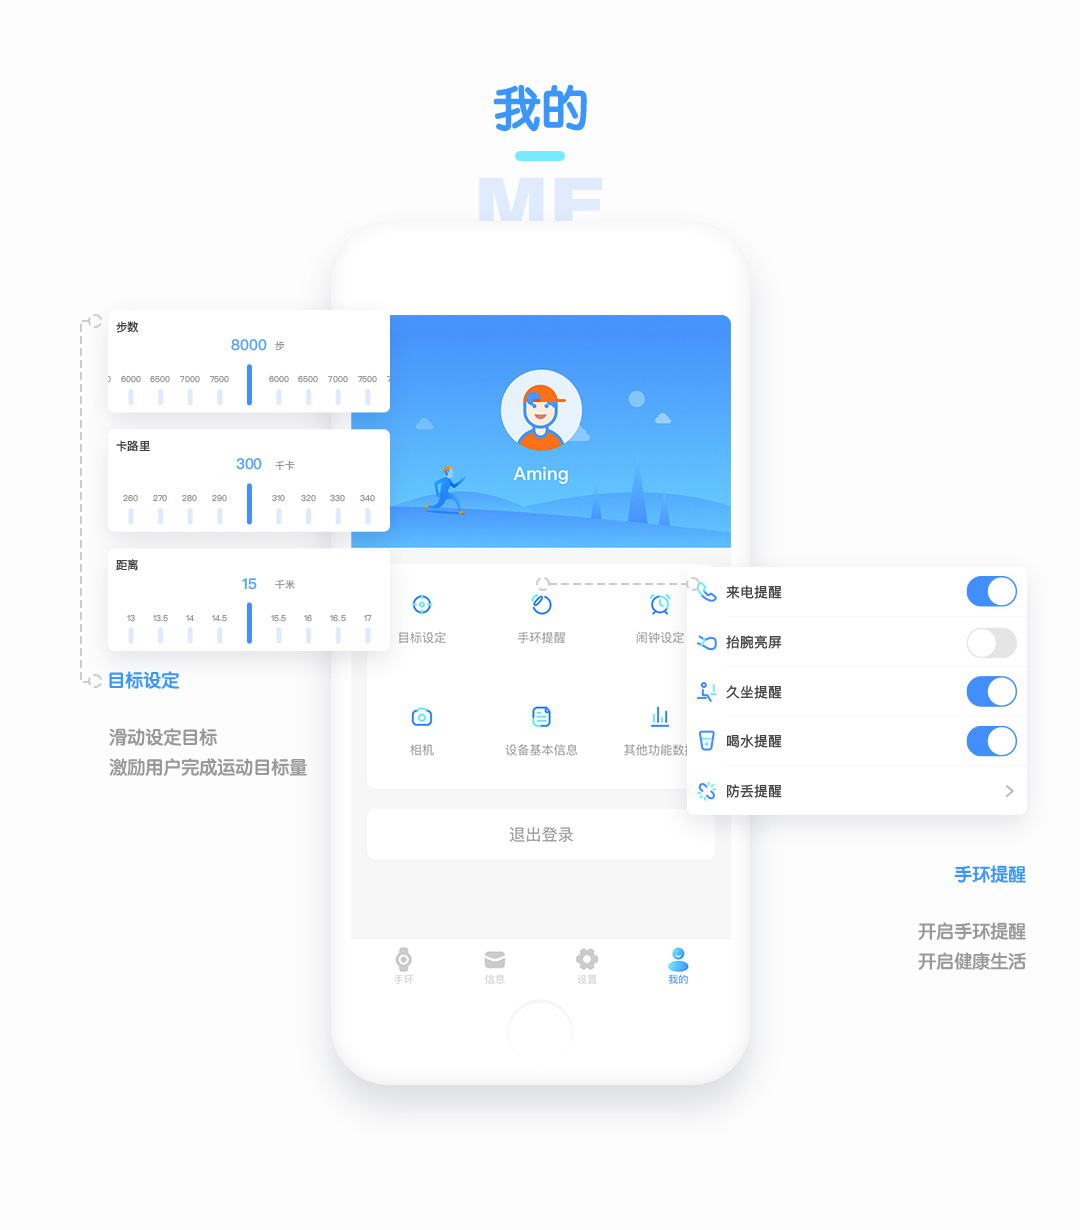 我的
ME
步数
8000 步
6000 6500 7000 7500 6000 6500 7000 7500
卡路里
300 千卡
260 270 280 290 310 320 330 340
距离
15 千米
13 13.5 14 14.5 15.5 16 16.5 17
目标设定
滑动设定目标
激励用户完成运动目标量
Aming
目标设定 手环提醒 闹钟设定
相机 设备基本信息 其他功能数
退出登录
手环 信息 设置 我的
来电提醒
抬腕亮屏
久坐提醒
喝水提醒
防丢提醒
手环提醒
开启手环提醒
开启健康生活